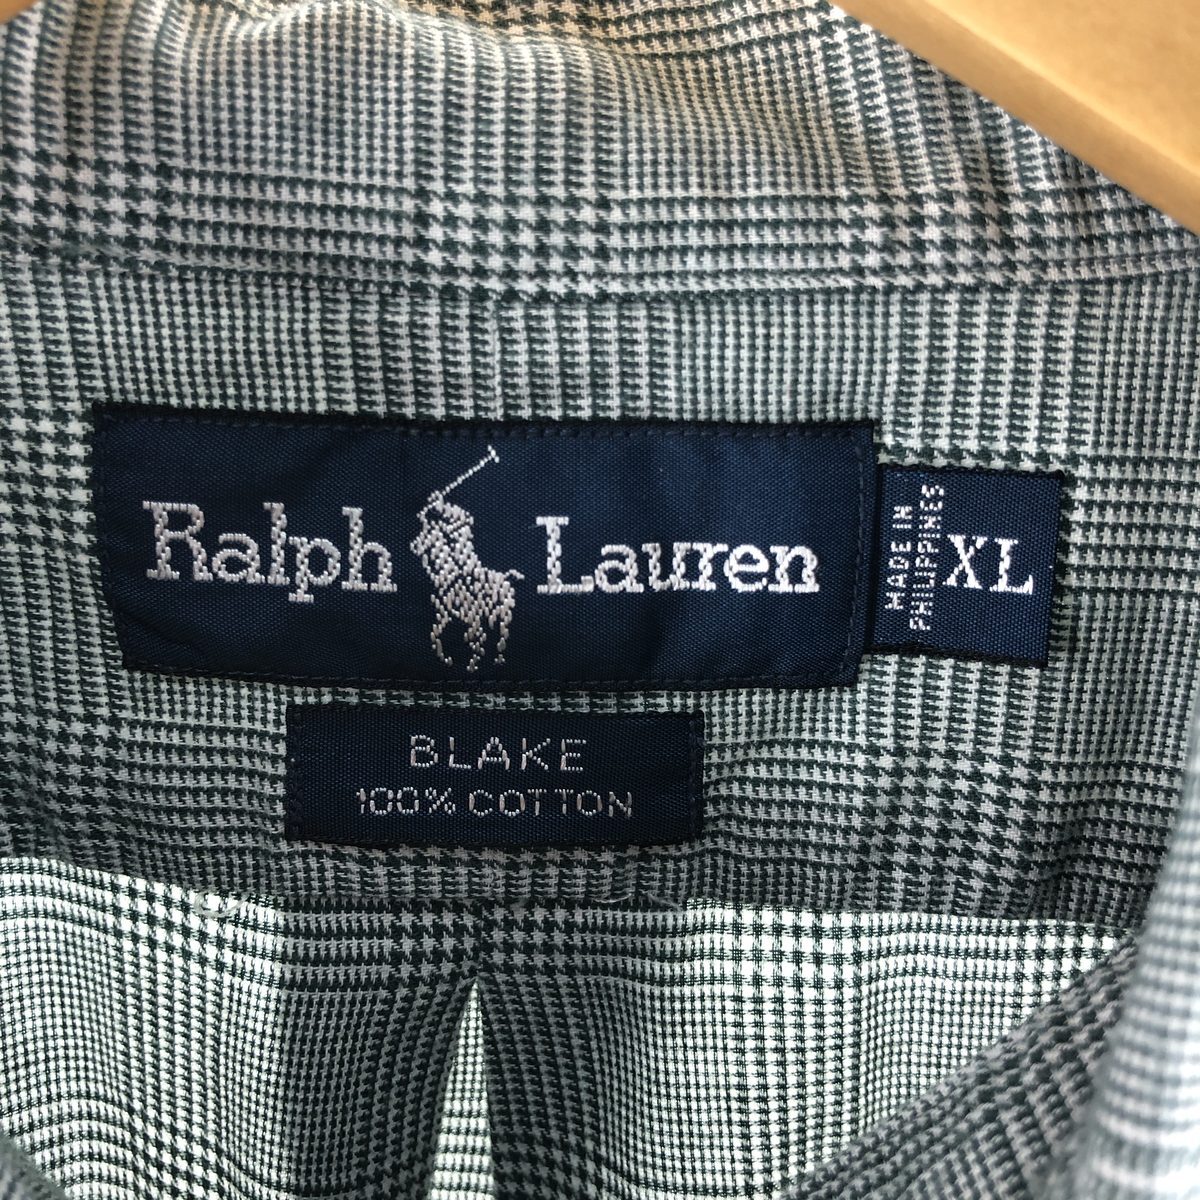 Ralph Lauren
MADE IN
PHILIPPINES
XL
BLAKE
100% COTTON